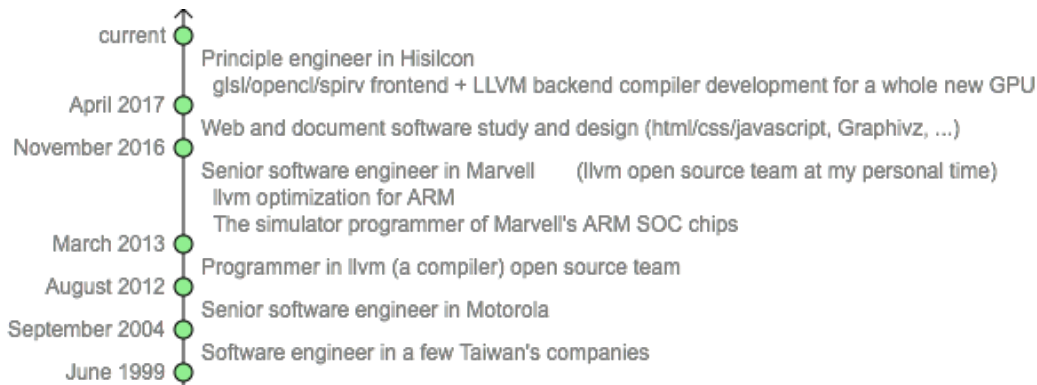 current
Principle engineer in Hisilcon
glsl/opencl/spirv frontend + LLVM backend compiler development for a whole new GPU
April 2017
Web and document software study and design (html/css/javascript, Graphivz, ...)
November 2016
Senior software engineer in Marvell (llvm open source team at my personal time)
llvm optimization for ARM
The simulator programmer of Marvell's ARM SOC chips
March 2013
Programmer in llvm (a compiler) open source team
August 2012
Senior software engineer in Motorola
September 2004
Software engineer in a few Taiwan's companies
June 1999